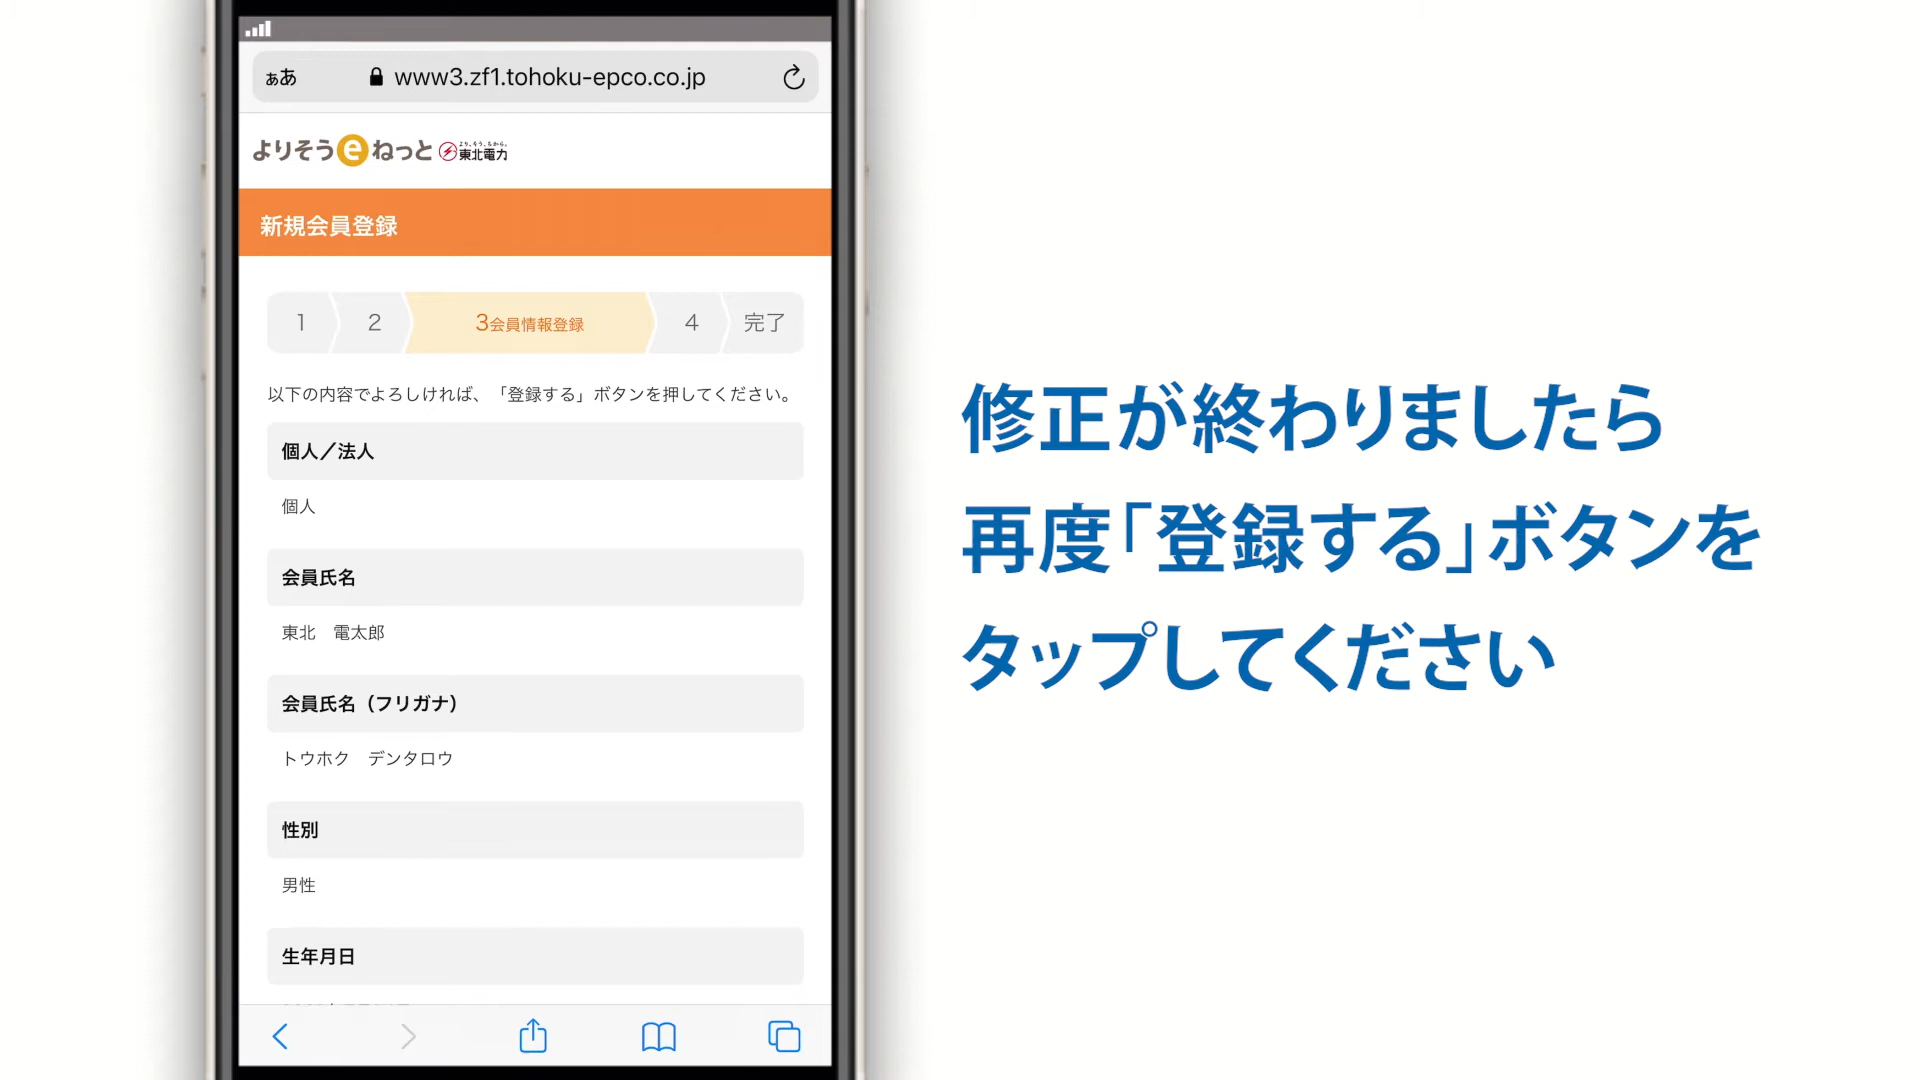 ぁあ www3.zf1.tohoku-epco.co.jp
よりそうeねっと より、そう、ちから。東北電力
新規会員登録
1 2 3会員情報登録 4 完了
以下の内容でよろしければ、「登録する」ボタンを押してください。
個人／法人
個人
会員氏名
東北　電太郎
会員氏名（フリガナ）
トウホク　デンタロウ
性別
男性
生年月日
修正が終わりましたら
再度「登録する」ボタンを
タップしてください